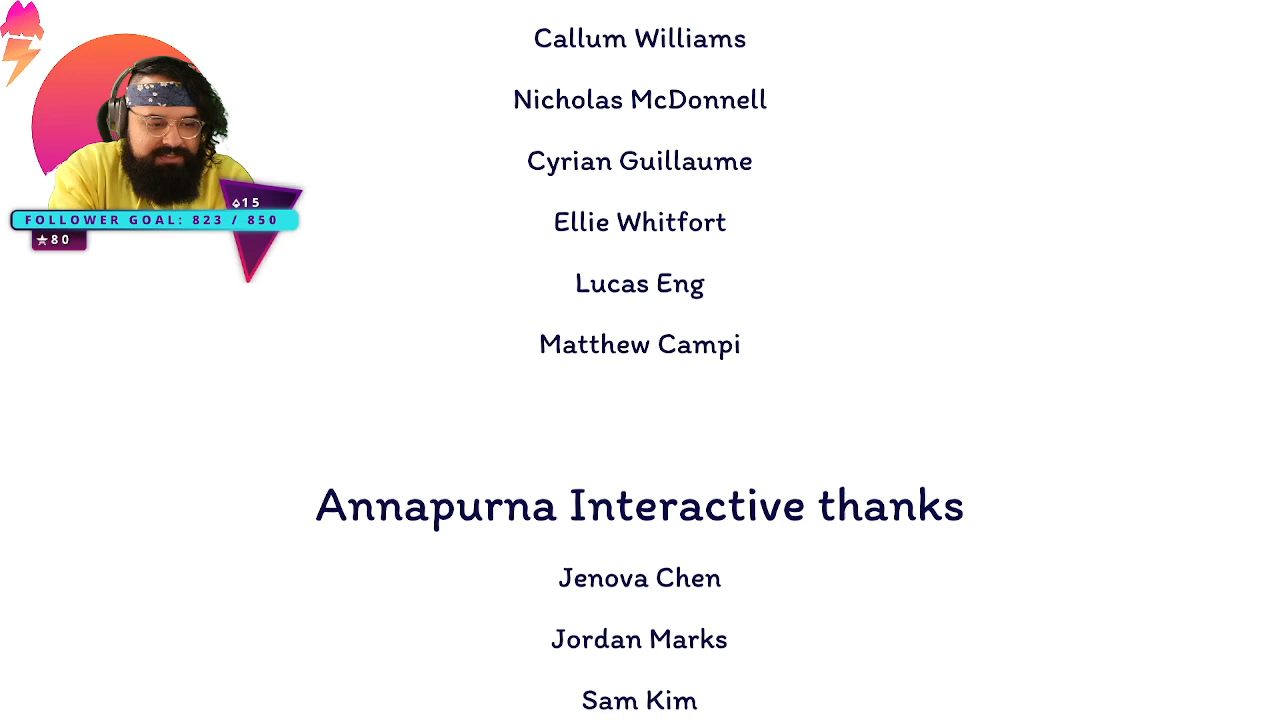 Callum Williams
Nicholas McDonnell
Cyrian Guillaume
Ellie Whitfort
Lucas Eng
Matthew Campi
Annapurna Interactive thanks
Jenova Chen
Jordan Marks
Sam Kim
15
FOLLOWER GOAL: 823 / 850
80